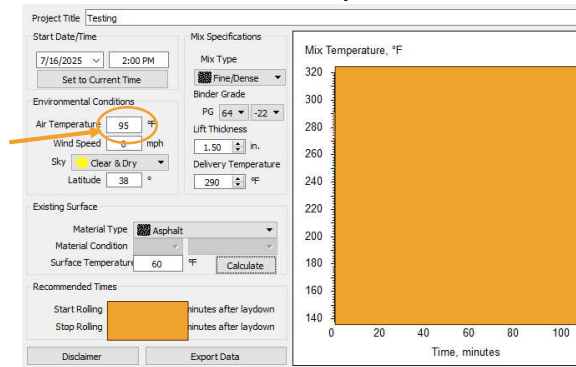 Project Title Testing
Start Date/Time
7/16/2025 2:00 PM
Set to Current Time
Environmental Conditions
Air Temperature 95 °F
Wind Speed 0 mph
Sky Clear & Dry
Latitude 38 °
Existing Surface
Material Type Asphalt
Material Condition
Surface Temperature 60 °F Calculate
Recommended Times
Start Rolling minutes after laydown
Stop Rolling minutes after laydown
Disclaimer Export Data
Mix Specifications
Mix Type
Fine/Dense
Binder Grade
PG 64 -22
Lift Thickness
1.50 in.
Delivery Temperature
290 °F
Mix Temperature, °F
320
300
280
260
240
220
200
180
160
140
0 20 40 60 80 100
Time, minutes